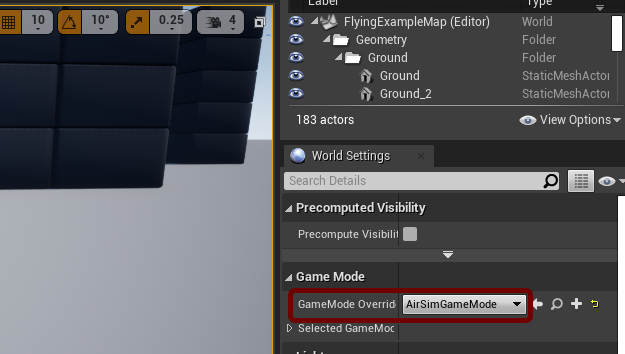 10 10° 0.25 4
Label Type
FlyingExampleMap (Editor) World
Geometry Folder
Ground Folder
Ground StaticMeshActor
Ground_2 StaticMeshActor
183 actors View Options
World Settings
Search Details
Precomputed Visibility
Precompute Visibilit
Game Mode
GameMode Overrid AirSimGameMode
Selected GameMod